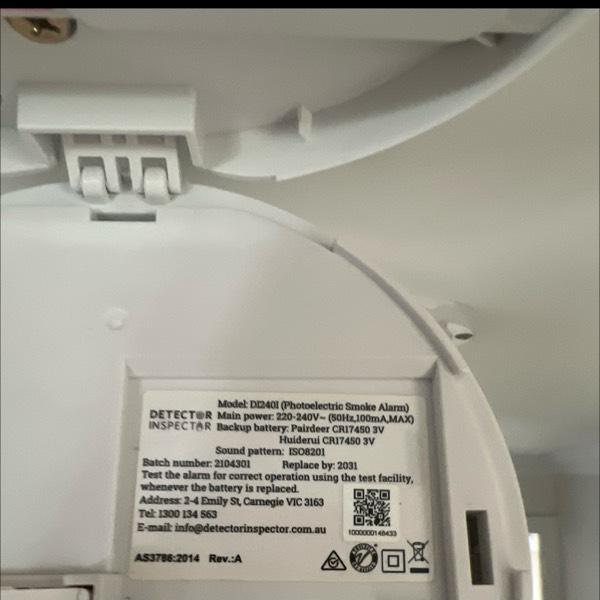 DETECTOR
INSPECTOR
Model: DI240I (Photoelectric Smoke Alarm)
Main power: 220-240V~ (50Hz,100mA,MAX)
Backup battery: Pairdeer CR17450 3V
Huiderui CR17450 3V
Sound pattern: ISO8201
Batch number: 2104301 Replace by: 2031
Test the alarm for correct operation using the test facility,
whenever the battery is replaced.
Address: 2-4 Emily St, Carnegie VIC 3163
Tel: 1300 134 563
E-mail: info@detectorinspector.com.au
1000000148433
AS3786:2014 Rev.:A